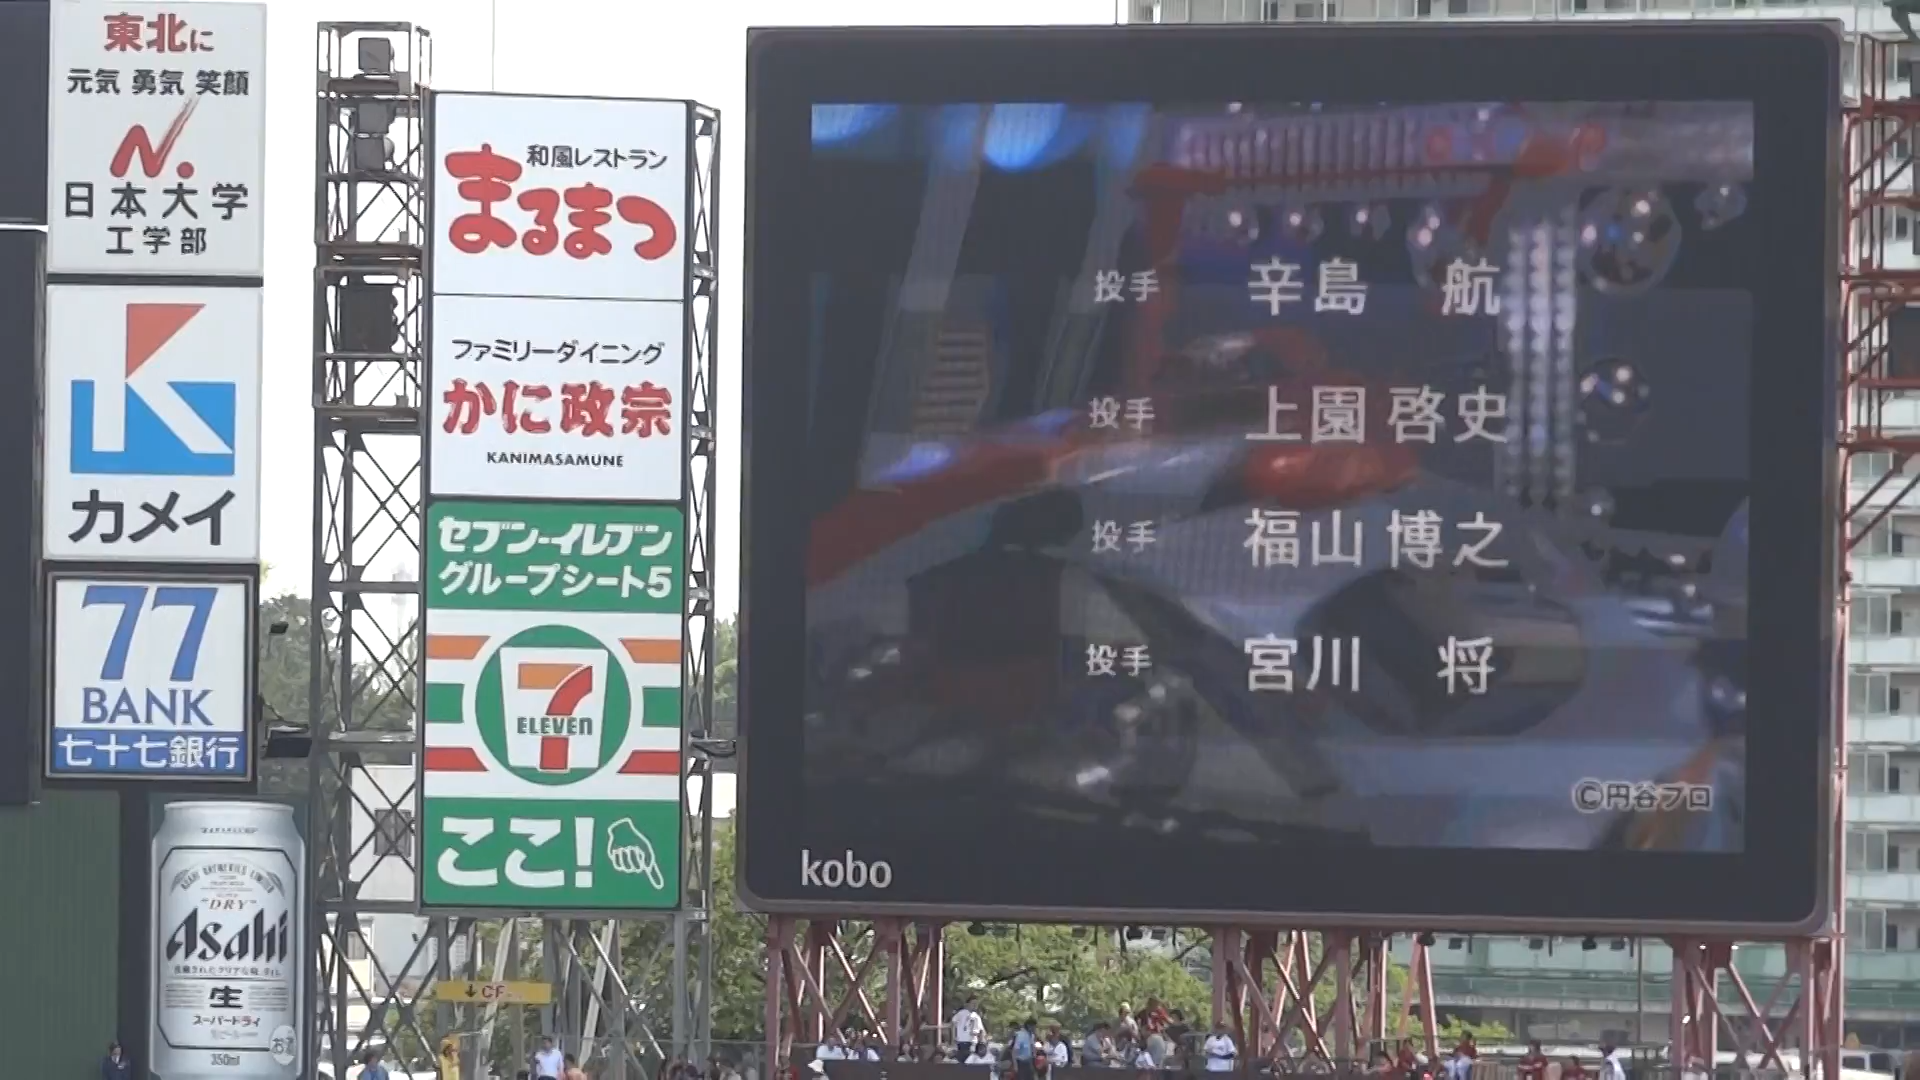 東北に
元気 勇気 笑顔
N.
日本大学
工学部
カメイ
77
BANK
七十七銀行
DRY
Asahi
生
スーパードライ
350ml
和風レストラン
まるまつ
ファミリーダイニング
かに政宗
KANIMASAMUNE
セブン-イレブン
グループシート5
7
ELEVEN
ここ!
CF
投手 辛島 航
投手 上園 啓史
投手 福山 博之
投手 宮川 将
©円谷プロ
kobo